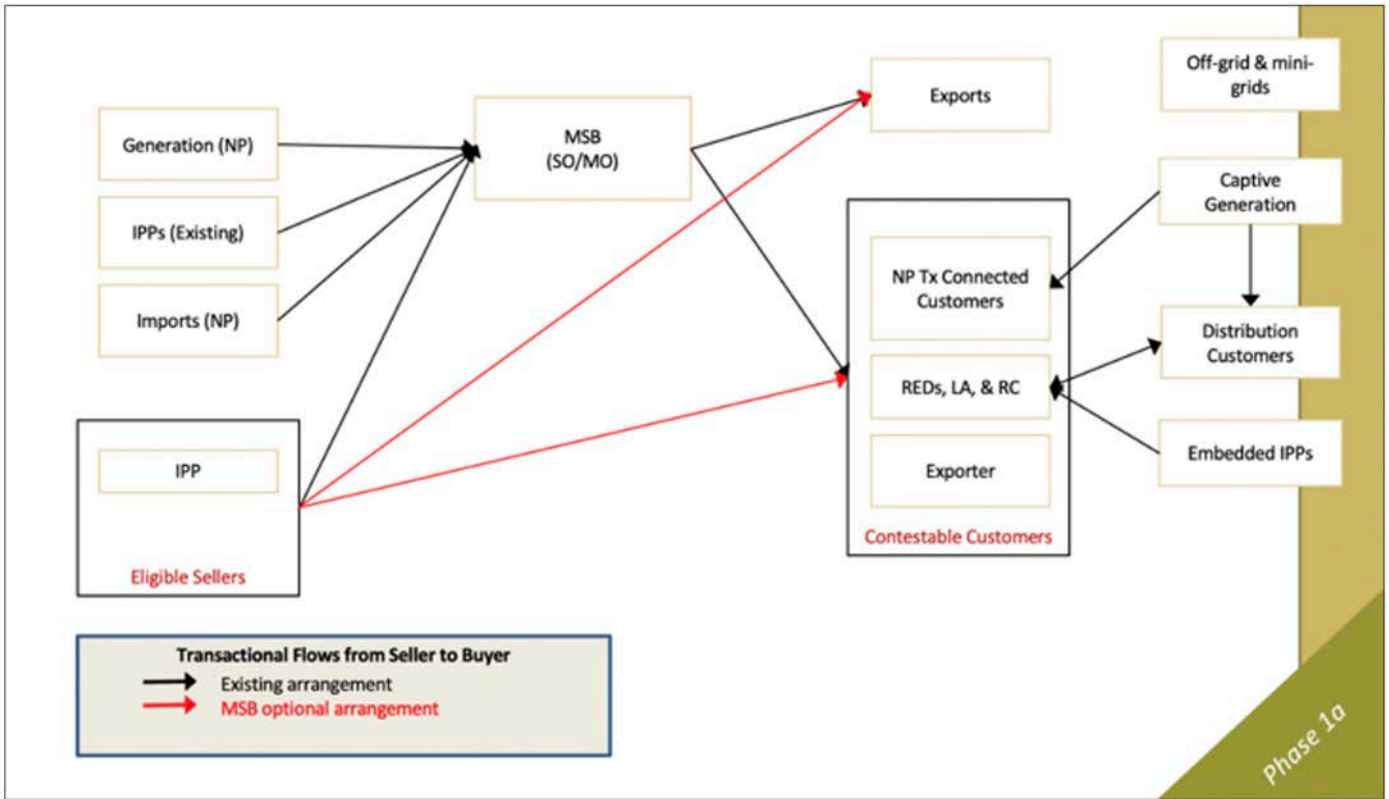 Generation (NP)
IPPs (Existing)
Imports (NP)
IPP
Eligible Sellers
MSB
(SO/MO)
Exports
NP Tx Connected
Customers
REDs, LA, & RC
Exporter
Contestable Customers
Off-grid & mini-
grids
Captive
Generation
Distribution
Customers
Embedded IPPs
Transactional Flows from Seller to Buyer
Existing arrangement
MSB optional arrangement
Phase 1a